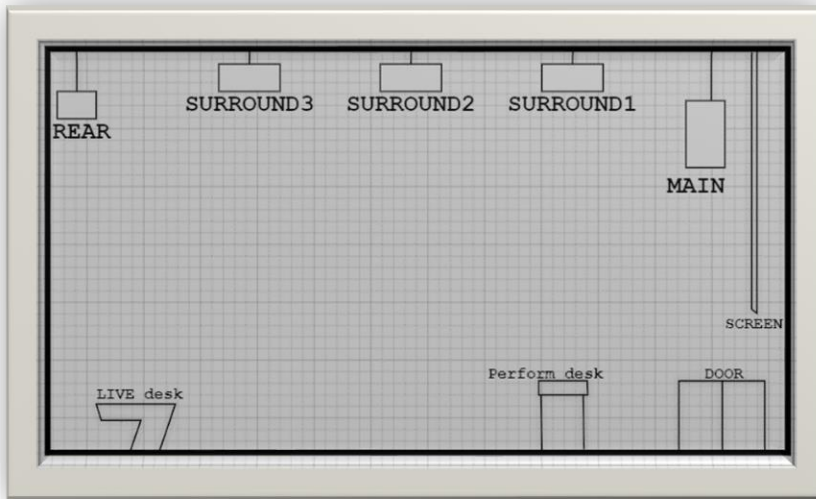 SURROUND3
SURROUND2
SURROUND1
REAR
MAIN
SCREEN
Perform desk
DOOR
LIVE desk